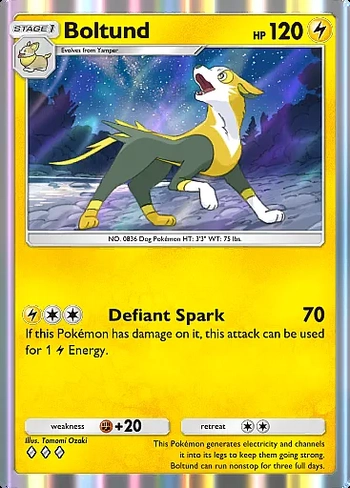 STAGE 1
Boltund
HP 120
Evolves from Yamper
NO. 0836 Dog Pokémon HT: 3'3" WT: 75 lbs.
Defiant Spark 70
If this Pokémon has damage on it, this attack can be used
for 1 Energy.
weakness +20 retreat
Illus. Tomomi Ozaki
This Pokémon generates electricity and channels
it into its legs to keep them going strong.
Boltund can run nonstop for three full days.